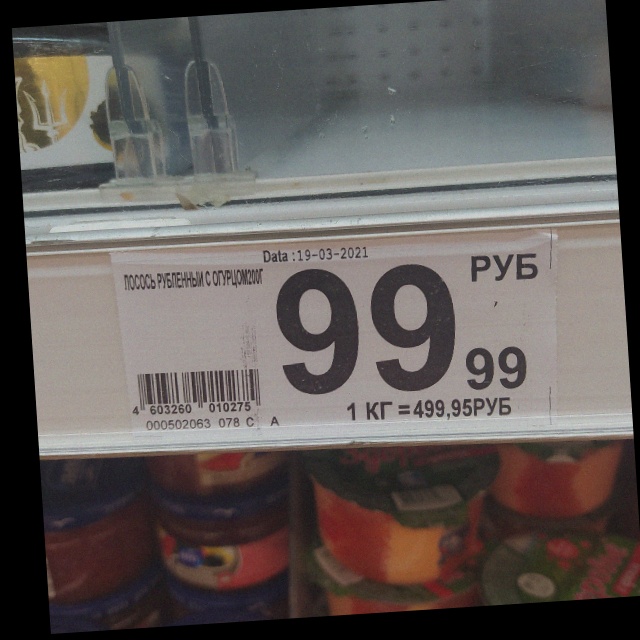 Data :19-03-2021
ЛОСОСЬ РУБЛЕННЫЙ С ОГУРЦОМ200Г
99 99 РУБ
1 КГ =499,95РУБ
4 603260 010275
000502063 078 C A